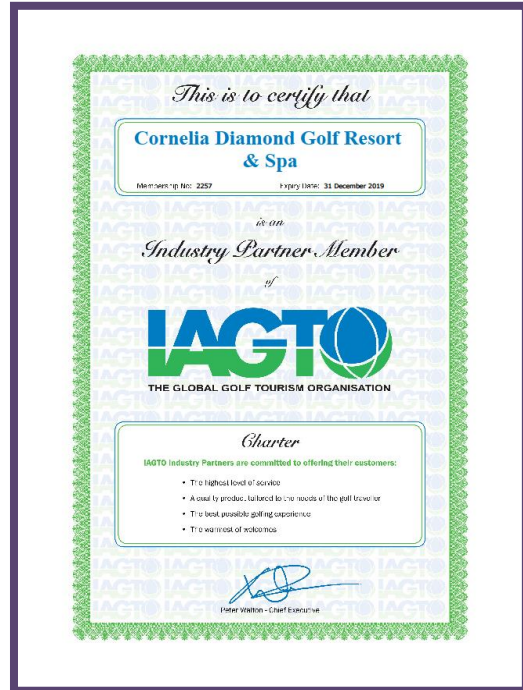 This is to certify that
Cornelia Diamond Golf Resort
& Spa
Membership No: 2257 Expiry Date: 31 December 2019
is an
Industry Partner Member
of
IAGTO
THE GLOBAL GOLF TOURISM ORGANISATION
Charter
IAGTO Industry Partners are committed to offering their customers:
• The highest level of service
• A quality product tailored to the needs of the golf traveller
• The best possible golfing experience
• The warmest of welcomes
Peter Walton - Chief Executive